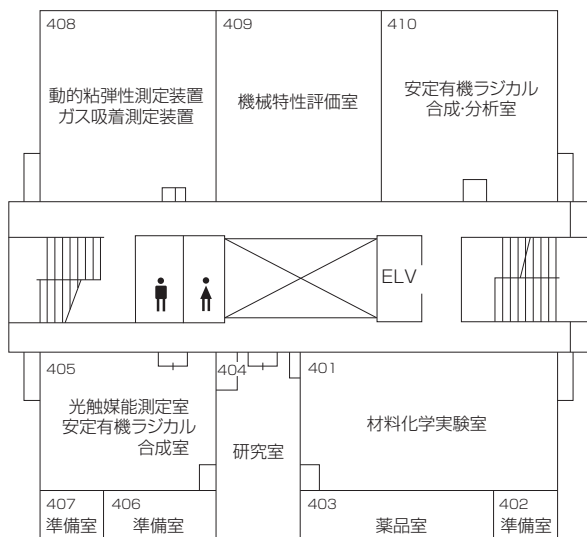 408
動的粘弾性測定装置
ガス吸着測定装置
409
機械特性評価室
410
安定有機ラジカル
合成・分析室
ELV
405
光触媒能測定室
安定有機ラジカル
合成室
404
研究室
401
材料化学実験室
407
準備室
406
準備室
403
薬品室
402
準備室